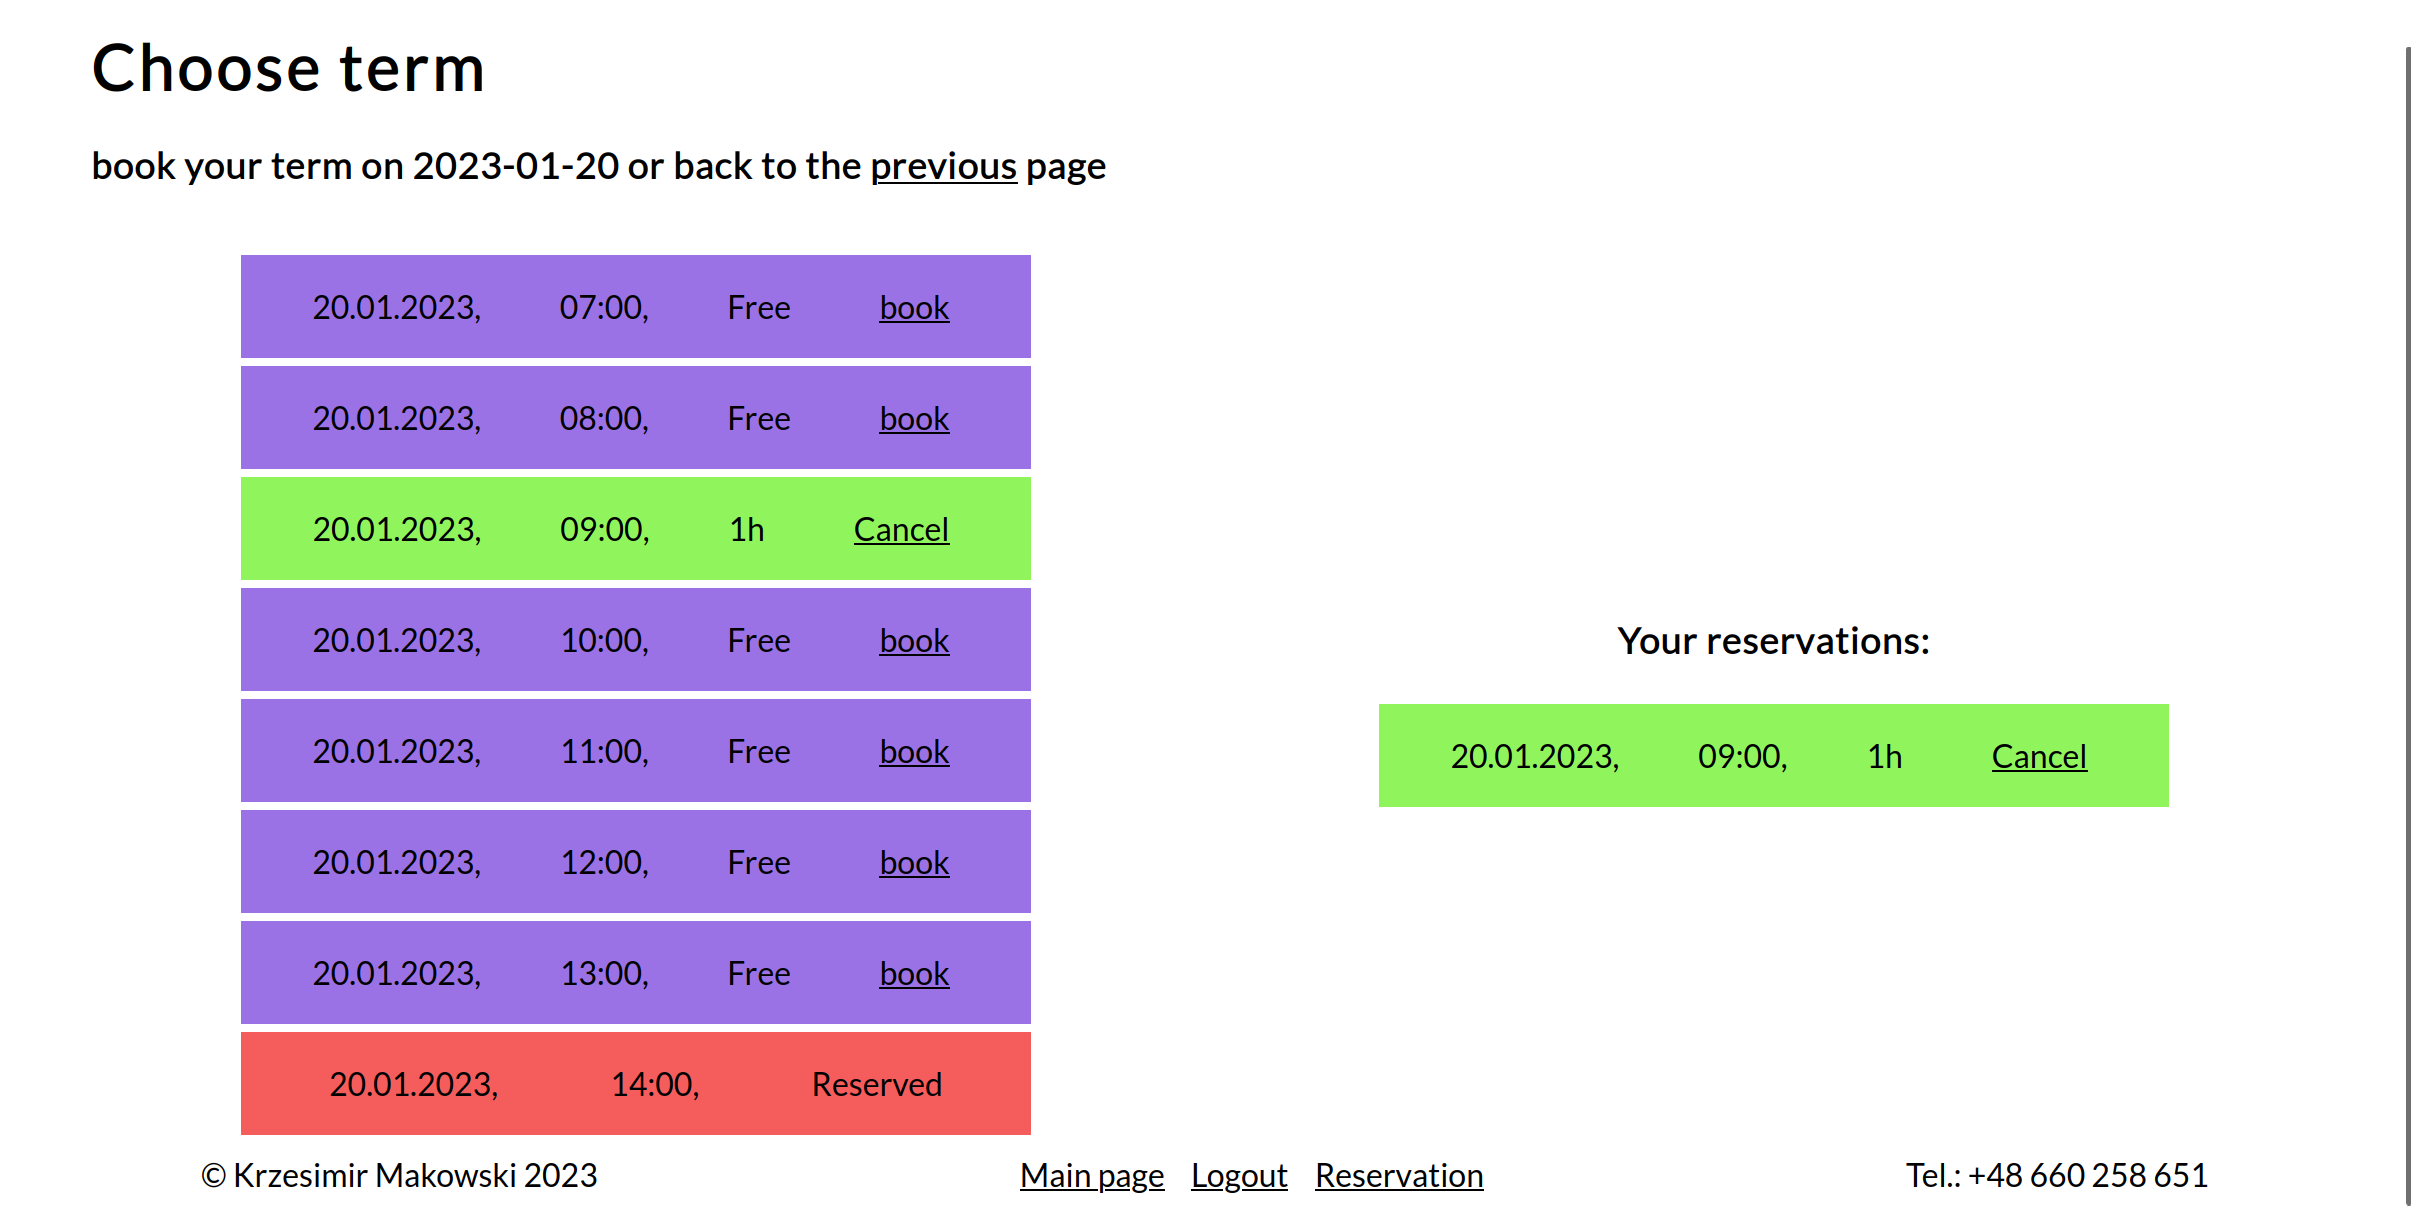 Choose term
book your term on 2023-01-20 or back to the previous page
20.01.2023, 07:00, Free book
20.01.2023, 08:00, Free book
20.01.2023, 09:00, 1h Cancel
20.01.2023, 10:00, Free book
20.01.2023, 11:00, Free book
20.01.2023, 12:00, Free book
20.01.2023, 13:00, Free book
20.01.2023, 14:00, Reserved
Your reservations:
20.01.2023, 09:00, 1h Cancel
© Krzesimir Makowski 2023 Main page Logout Reservation Tel.: +48 660 258 651